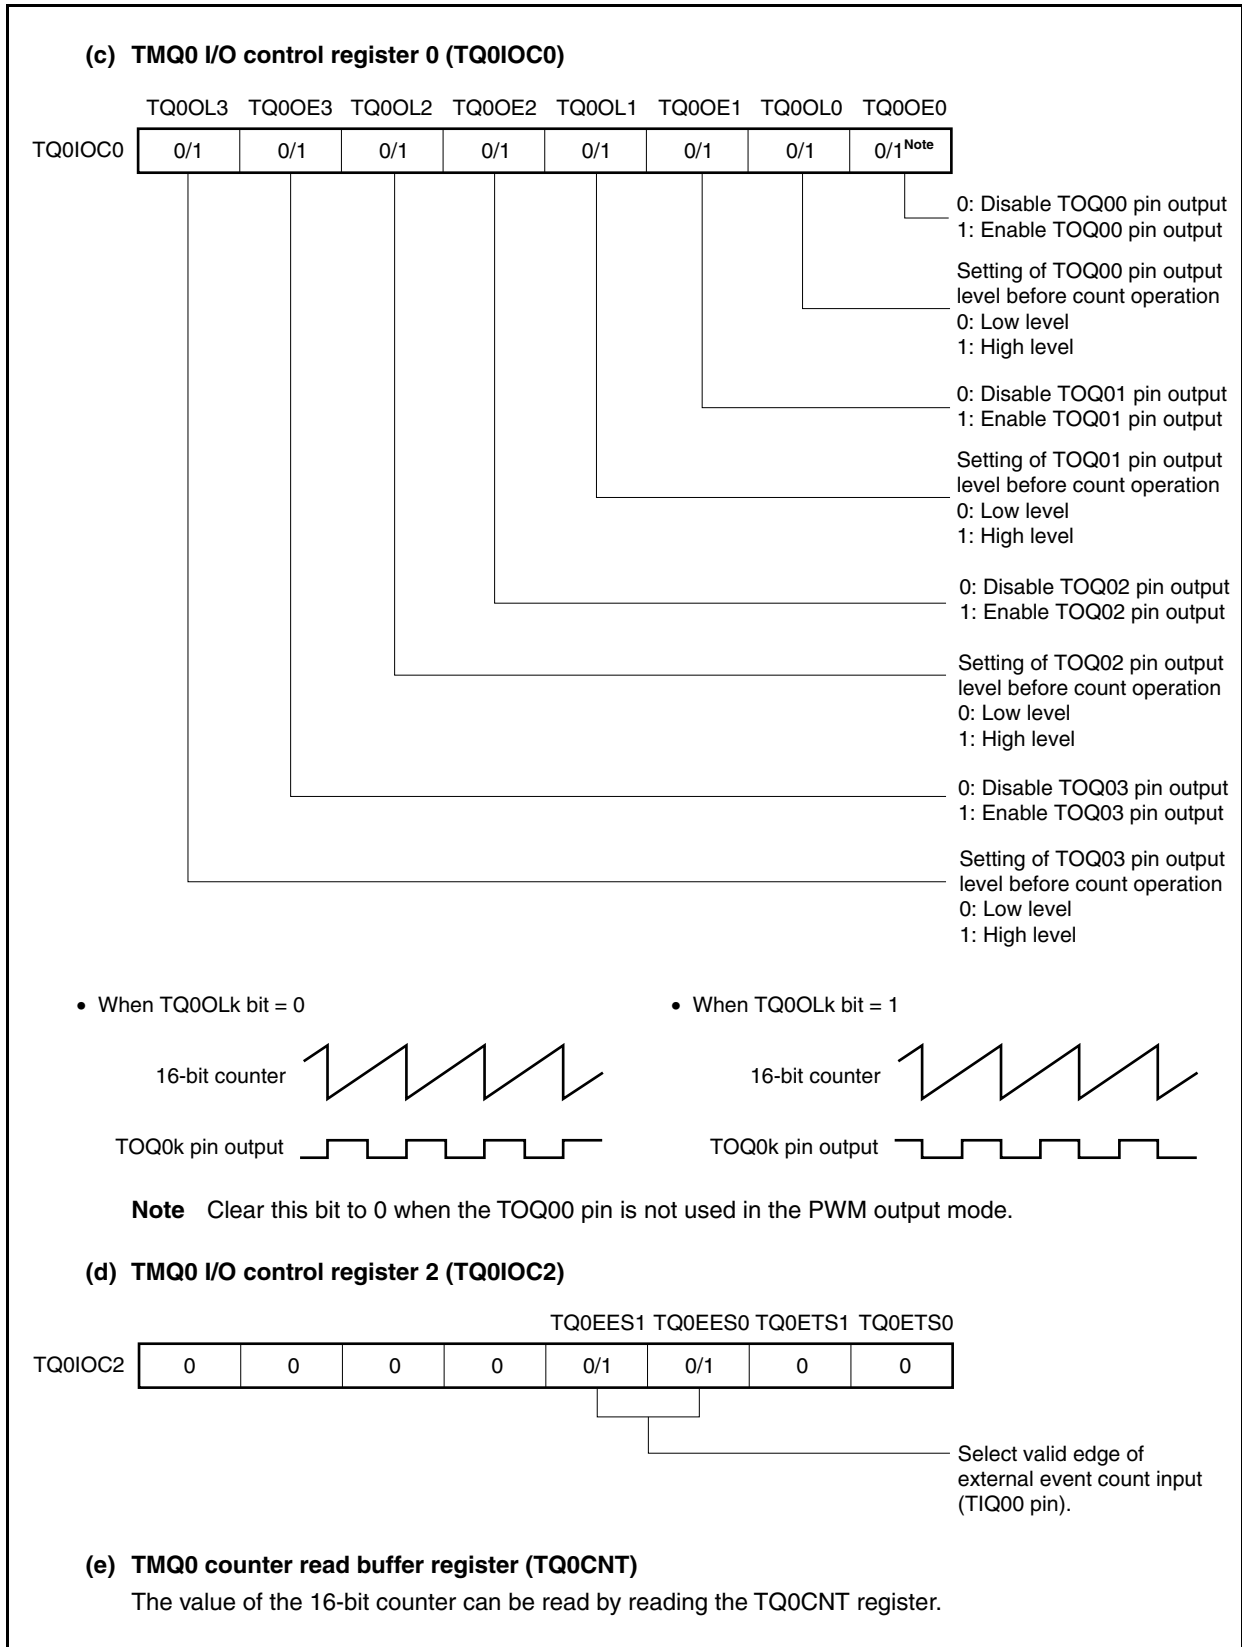 (c) TMQ0 I/O control register 0 (TQ0IOC0)
TQ0OL3 TQ0OE3 TQ0OL2 TQ0OE2 TQ0OL1 TQ0OE1 TQ0OL0 TQ0OE0
TQ0IOC0 0/1 0/1 0/1 0/1 0/1 0/1 0/1 0/1Note
0: Disable TOQ00 pin output
1: Enable TOQ00 pin output
Setting of TOQ00 pin output
level before count operation
0: Low level
1: High level
0: Disable TOQ01 pin output
1: Enable TOQ01 pin output
Setting of TOQ01 pin output
level before count operation
0: Low level
1: High level
0: Disable TOQ02 pin output
1: Enable TOQ02 pin output
Setting of TOQ02 pin output
level before count operation
0: Low level
1: High level
0: Disable TOQ03 pin output
1: Enable TOQ03 pin output
Setting of TOQ03 pin output
level before count operation
0: Low level
1: High level
• When TQ0OLk bit = 0
16-bit counter
TOQ0k pin output
• When TQ0OLk bit = 1
16-bit counter
TOQ0k pin output
Note Clear this bit to 0 when the TOQ00 pin is not used in the PWM output mode.
(d) TMQ0 I/O control register 2 (TQ0IOC2)
TQ0EES1 TQ0EES0 TQ0ETS1 TQ0ETS0
TQ0IOC2 0 0 0 0 0/1 0/1 0 0
Select valid edge of
external event count input
(TIQ00 pin).
(e) TMQ0 counter read buffer register (TQ0CNT)
The value of the 16-bit counter can be read by reading the TQ0CNT register.